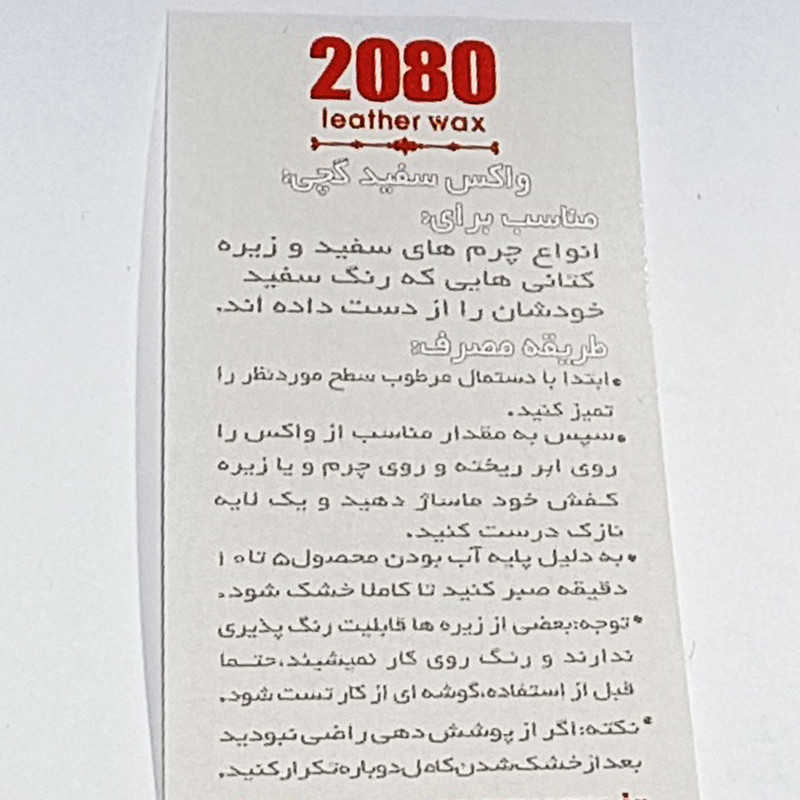 2080
leather wax
واکس سفید گچی:
مناسب برای:
انواع چرم های سفید و زیره
کتانی هایی که رنگ سفید
خودشان را از دست داده اند.
طریقه مصرف:
•ابتدا با دستمال مرطوب سطح موردنظر را
تمیز کنید.
•سپس به مقدار مناسب از واکس را
روی ابر ریخته و روی چرم و یا زیره
کفش خود ماساژ دهید و یک لایه
نازک درست کنید.
•به دلیل پایه آب بودن محصول۵ تا۱۰
دقیقه صبر کنید تا کاملا خشک شود.
*توجه:بعضی از زیره ها قابلیت رنگ پذیری
ندارند و رنگ روی کار نمیشیند،حتما
قبل از استفاده،گوشه ای از کار تست شود.
*نکته:اگر از پوشش دهی راضی نبودید
بعد از خشک شدن کامل دوباره تکرار کنید.